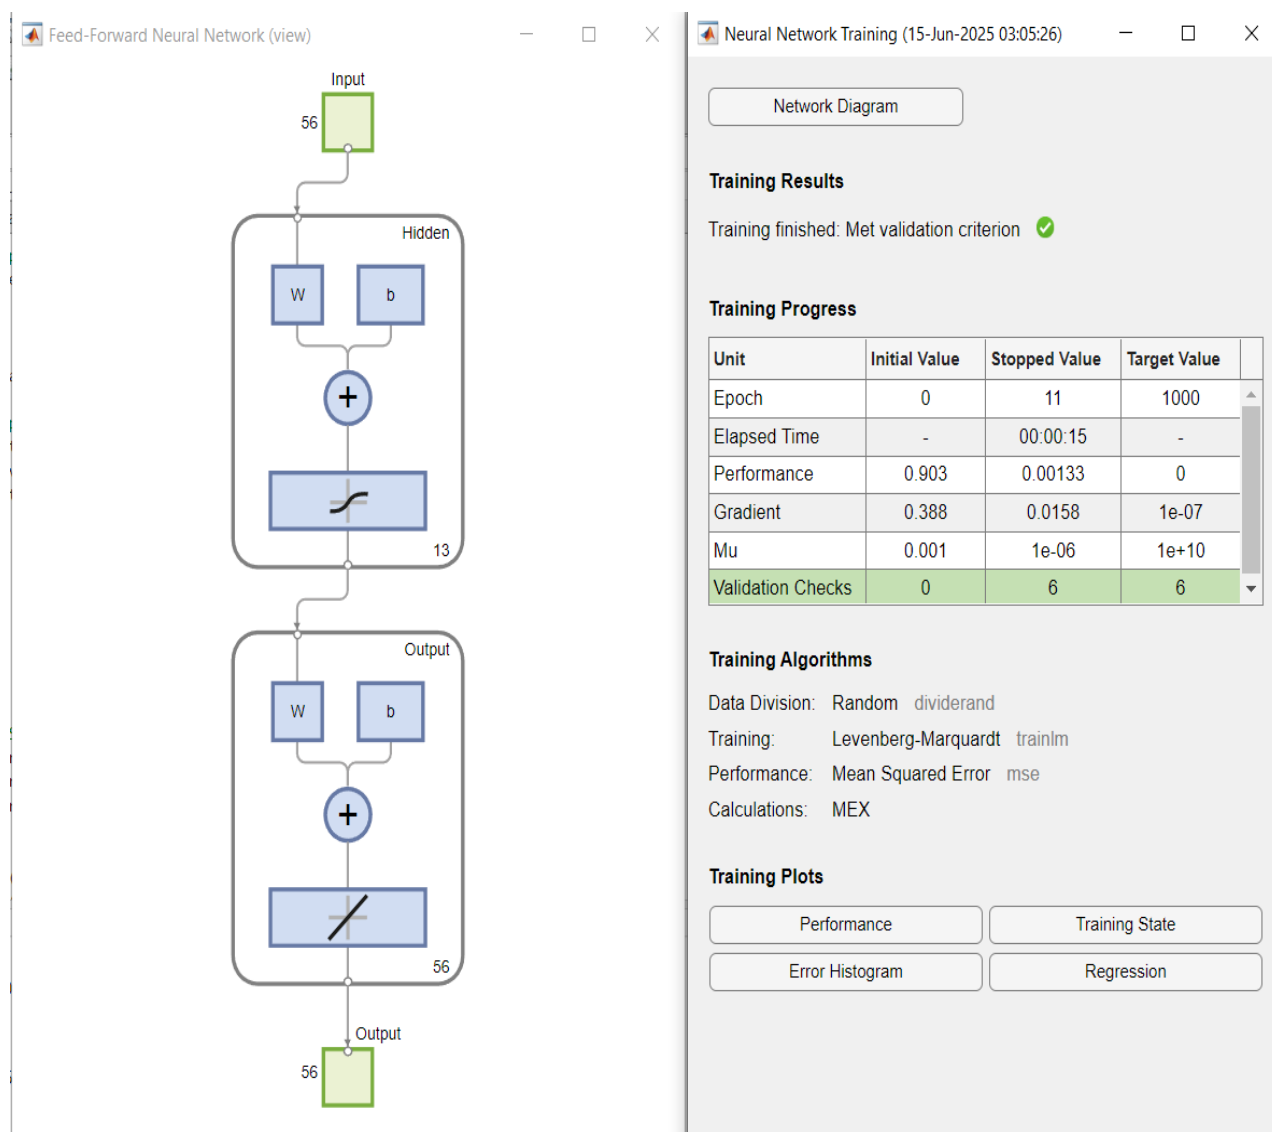 Feed-Forward Neural Network (view)
Input
56
Hidden
W b
+
13
Output
W b
+
56
Output
56
Neural Network Training (15-Jun-2025 03:05:26)
Network Diagram
Training Results
Training finished: Met validation criterion
Training Progress
Unit Initial Value Stopped Value Target Value
Epoch 0 11 1000
Elapsed Time - 00:00:15 -
Performance 0.903 0.00133 0
Gradient 0.388 0.0158 1e-07
Mu 0.001 1e-06 1e+10
Validation Checks 0 6 6
Training Algorithms
Data Division: Random dividerand
Training: Levenberg-Marquardt trainlm
Performance: Mean Squared Error mse
Calculations: MEX
Training Plots
Performance Training State
Error Histogram Regression